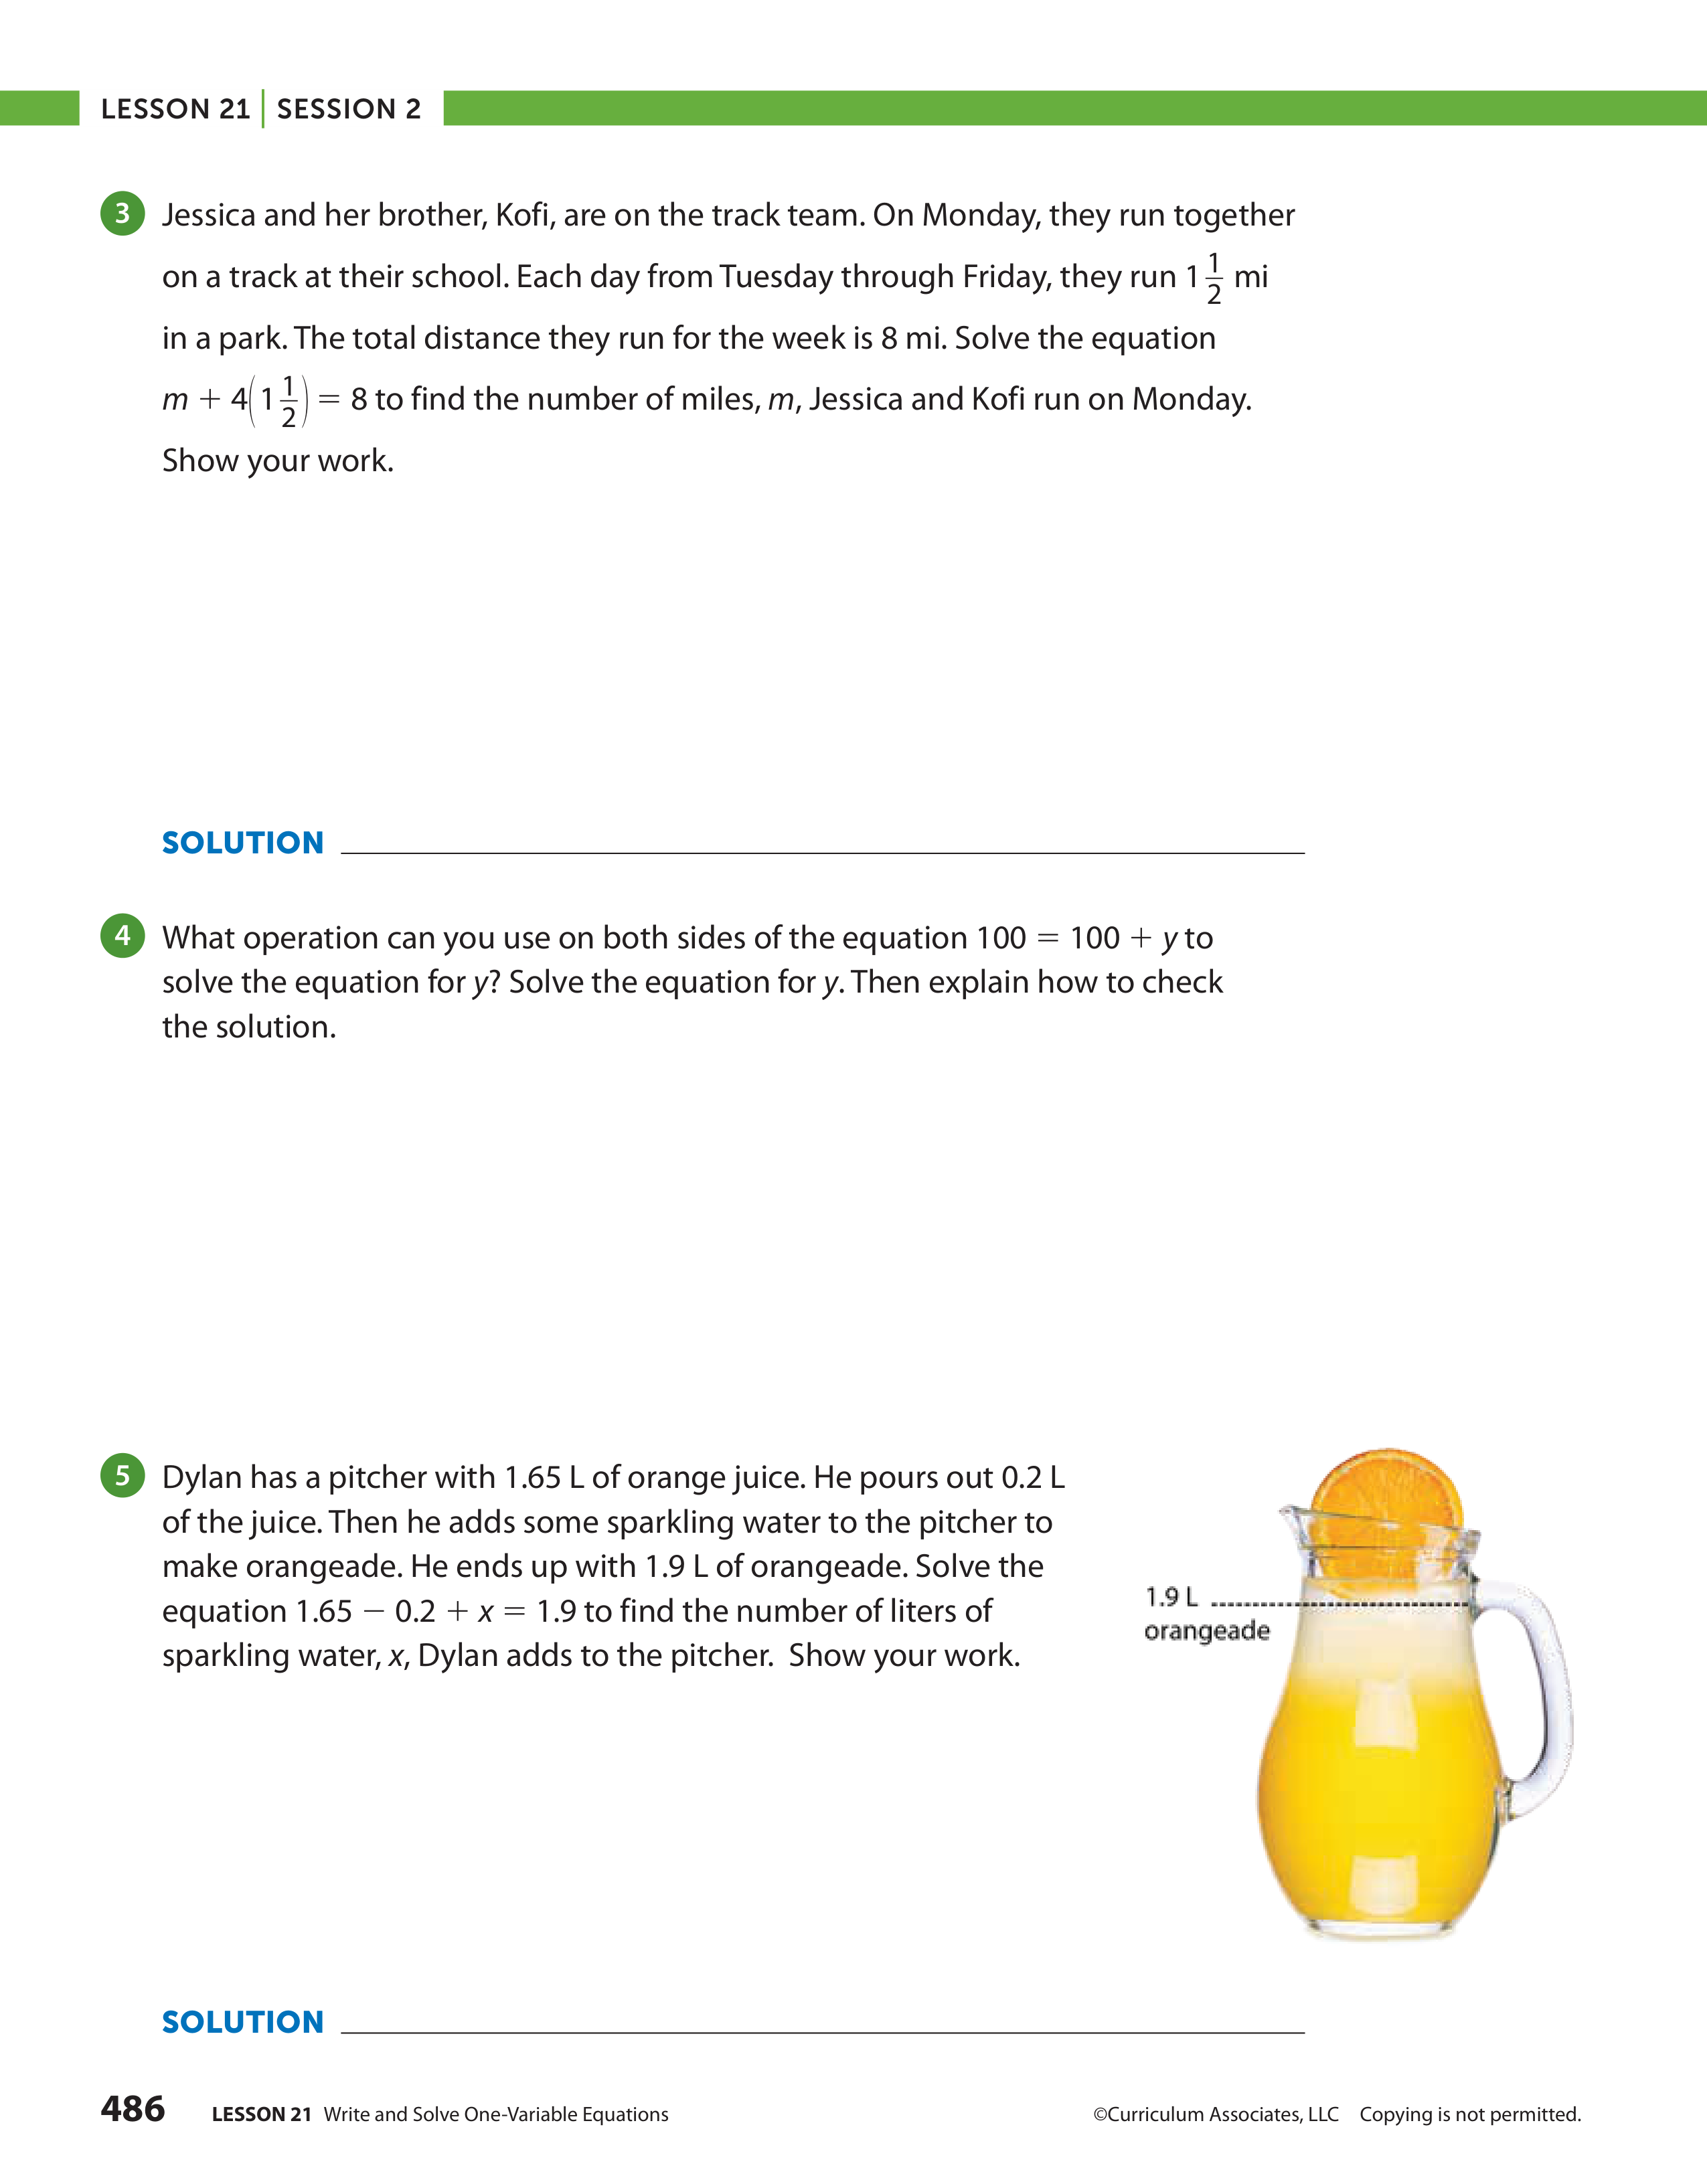 LESSON 21 | SESSION 2
3 Jessica and her brother, Kofi, are on the track team. On Monday, they run together
on a track at their school. Each day from Tuesday through Friday, they run 1 1/2 mi
in a park. The total distance they run for the week is 8 mi. Solve the equation
m + 4(1 1/2) = 8 to find the number of miles, m, Jessica and Kofi run on Monday.
Show your work.
SOLUTION
4 What operation can you use on both sides of the equation 100 = 100 + y to
solve the equation for y? Solve the equation for y. Then explain how to check
the solution.
5 Dylan has a pitcher with 1.65 L of orange juice. He pours out 0.2 L
of the juice. Then he adds some sparkling water to the pitcher to
make orangeade. He ends up with 1.9 L of orangeade. Solve the
equation 1.65 − 0.2 + x = 1.9 to find the number of liters of
sparkling water, x, Dylan adds to the pitcher. Show your work.
1.9 L
orangeade
SOLUTION
486 LESSON 21 Write and Solve One-Variable Equations ©Curriculum Associates, LLC Copying is not permitted.